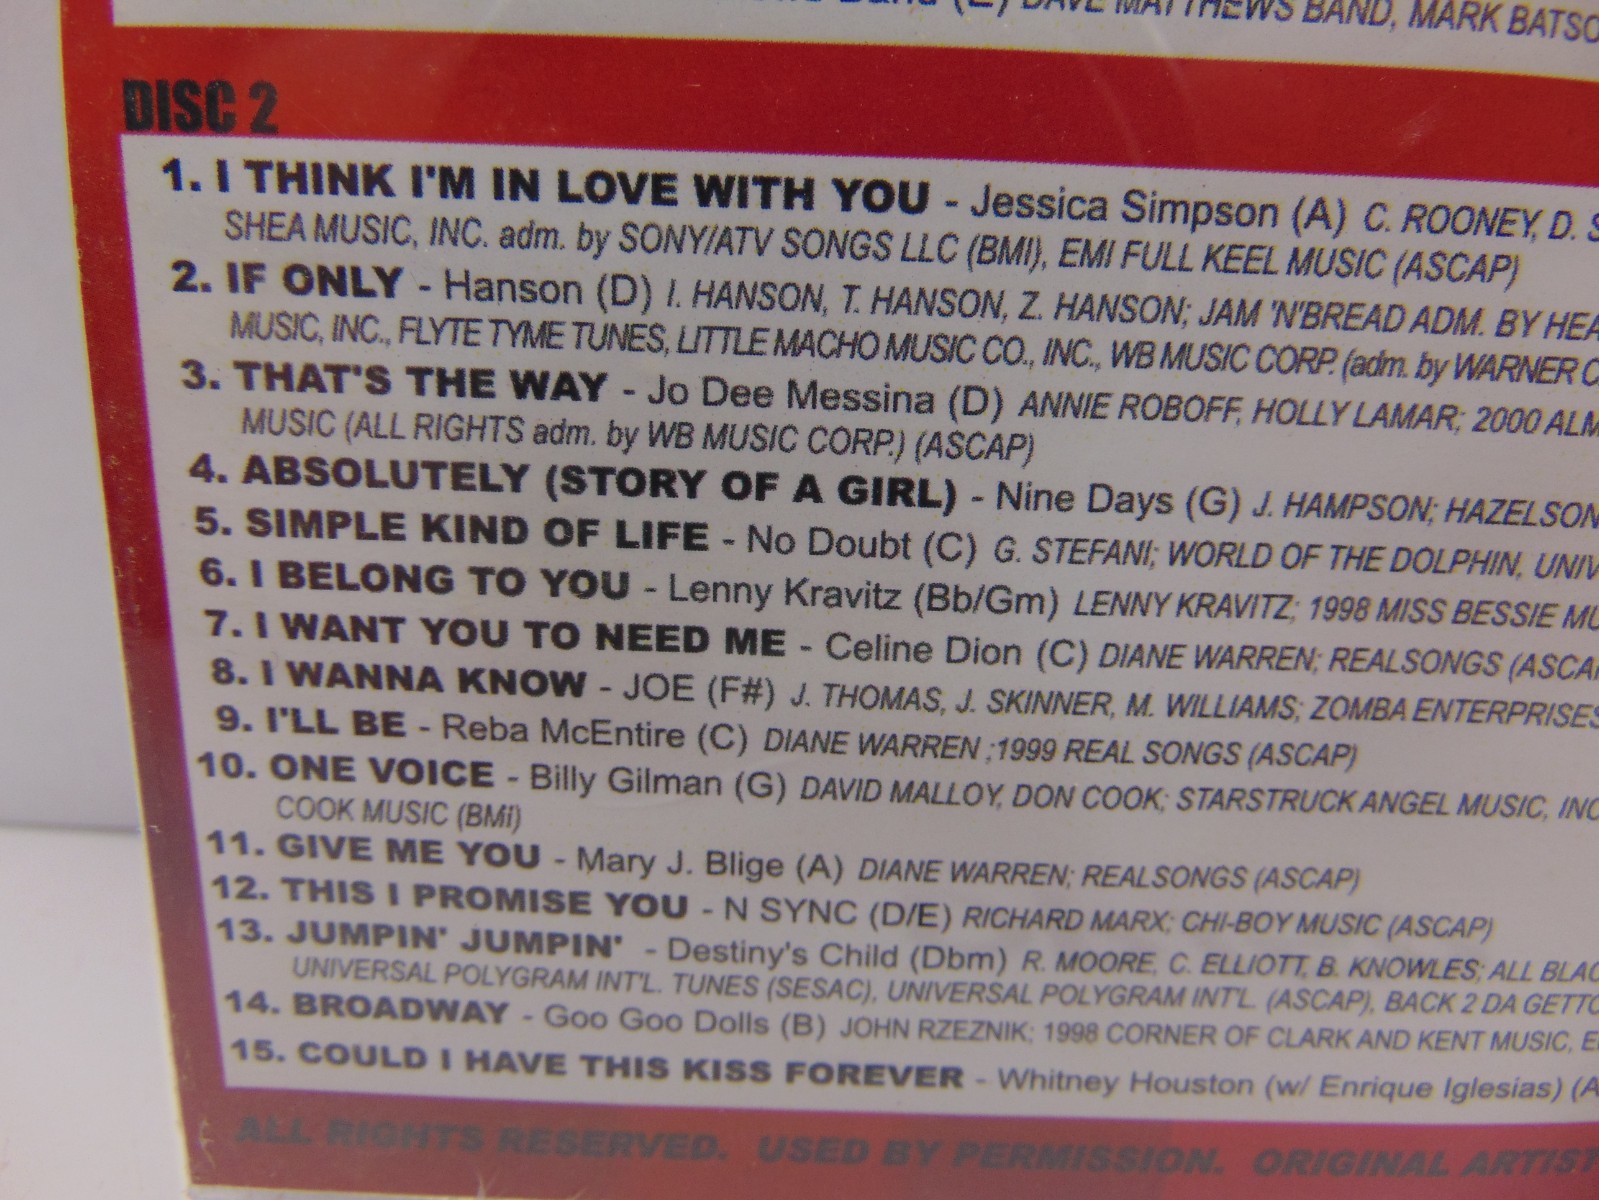 DAVE MATTHEWS BAND, MARK
DISC 2
1. I THINK I'M IN LOVE WITH YOU - Jessica Simpson (A) C. ROONEY, D.
SHEA MUSIC, INC. adm. by SONY/ATV SONGS LLC (BMI), EMI FULL KEEL MUSIC (ASCAP)
2. IF ONLY - Hanson (D) I. HANSON, T. HANSON, Z. HANSON; JAM 'N'BREAD ADM. BY
MUSIC, INC., FLYTE TYME TUNES, LITTLE MACHO MUSIC CO., INC., WB MUSIC CORP. (adm. by WARNER
3. THAT'S THE WAY - Jo Dee Messina (D) ANNIE ROBOFF, HOLLY LAMAR; 2000
MUSIC (ALL RIGHTS adm. by WB MUSIC CORP.) (ASCAP)
4. ABSOLUTELY (STORY OF A GIRL) - Nine Days (G) J. HAMPSON; HAZELSON
5. SIMPLE KIND OF LIFE - No Doubt (C) G. STEFANI; WORLD OF THE DOLPHIN,
6. I BELONG TO YOU - Lenny Kravitz (Bb/Gm) LENNY KRAVITZ; 1998 MISS BESSIE
7. I WANT YOU TO NEED ME - Celine Dion (C) DIANE WARREN; REALSONGS
8. I WANNA KNOW - JOE (F#) J. THOMAS, J. SKINNER, M. WILLIAMS; ZOMBA ENTERPRISES
9. I'LL BE - Reba McEntire (C) DIANE WARREN ;1999 REAL SONGS (ASCAP)
10. ONE VOICE - Billy Gilman (G) DAVID MALLOY, DON COOK; STARSTRUCK ANGEL MUSIC, INC
COOK MUSIC (BMi)
11. GIVE ME YOU - Mary J. Blige (A) DIANE WARREN; REALSONGS (ASCAP)
12. THIS I PROMISE YOU - N SYNC (D/E) RICHARD MARX; CHI-BOY MUSIC (ASCAP)
13. JUMPIN' JUMPIN' - Destiny's Child (Dbm) R. MOORE, C. ELLIOTT, B. KNOWLES; ALL
UNIVERSAL POLYGRAM INT'L. TUNES (SESAC), UNIVERSAL POLYGRAM INT'L. (ASCAP), BACK 2 DA GETTO
14. BROADWAY - Goo Goo Dolls (B) JOHN RZEZNIK; 1998 CORNER OF CLARK AND KENT MUSIC,
15. COULD I HAVE THIS KISS FOREVER - Whitney Houston (w/ Enrique Iglesias)
ALL RIGHTS RESERVED. USED BY PERMISSION. ORIGINAL